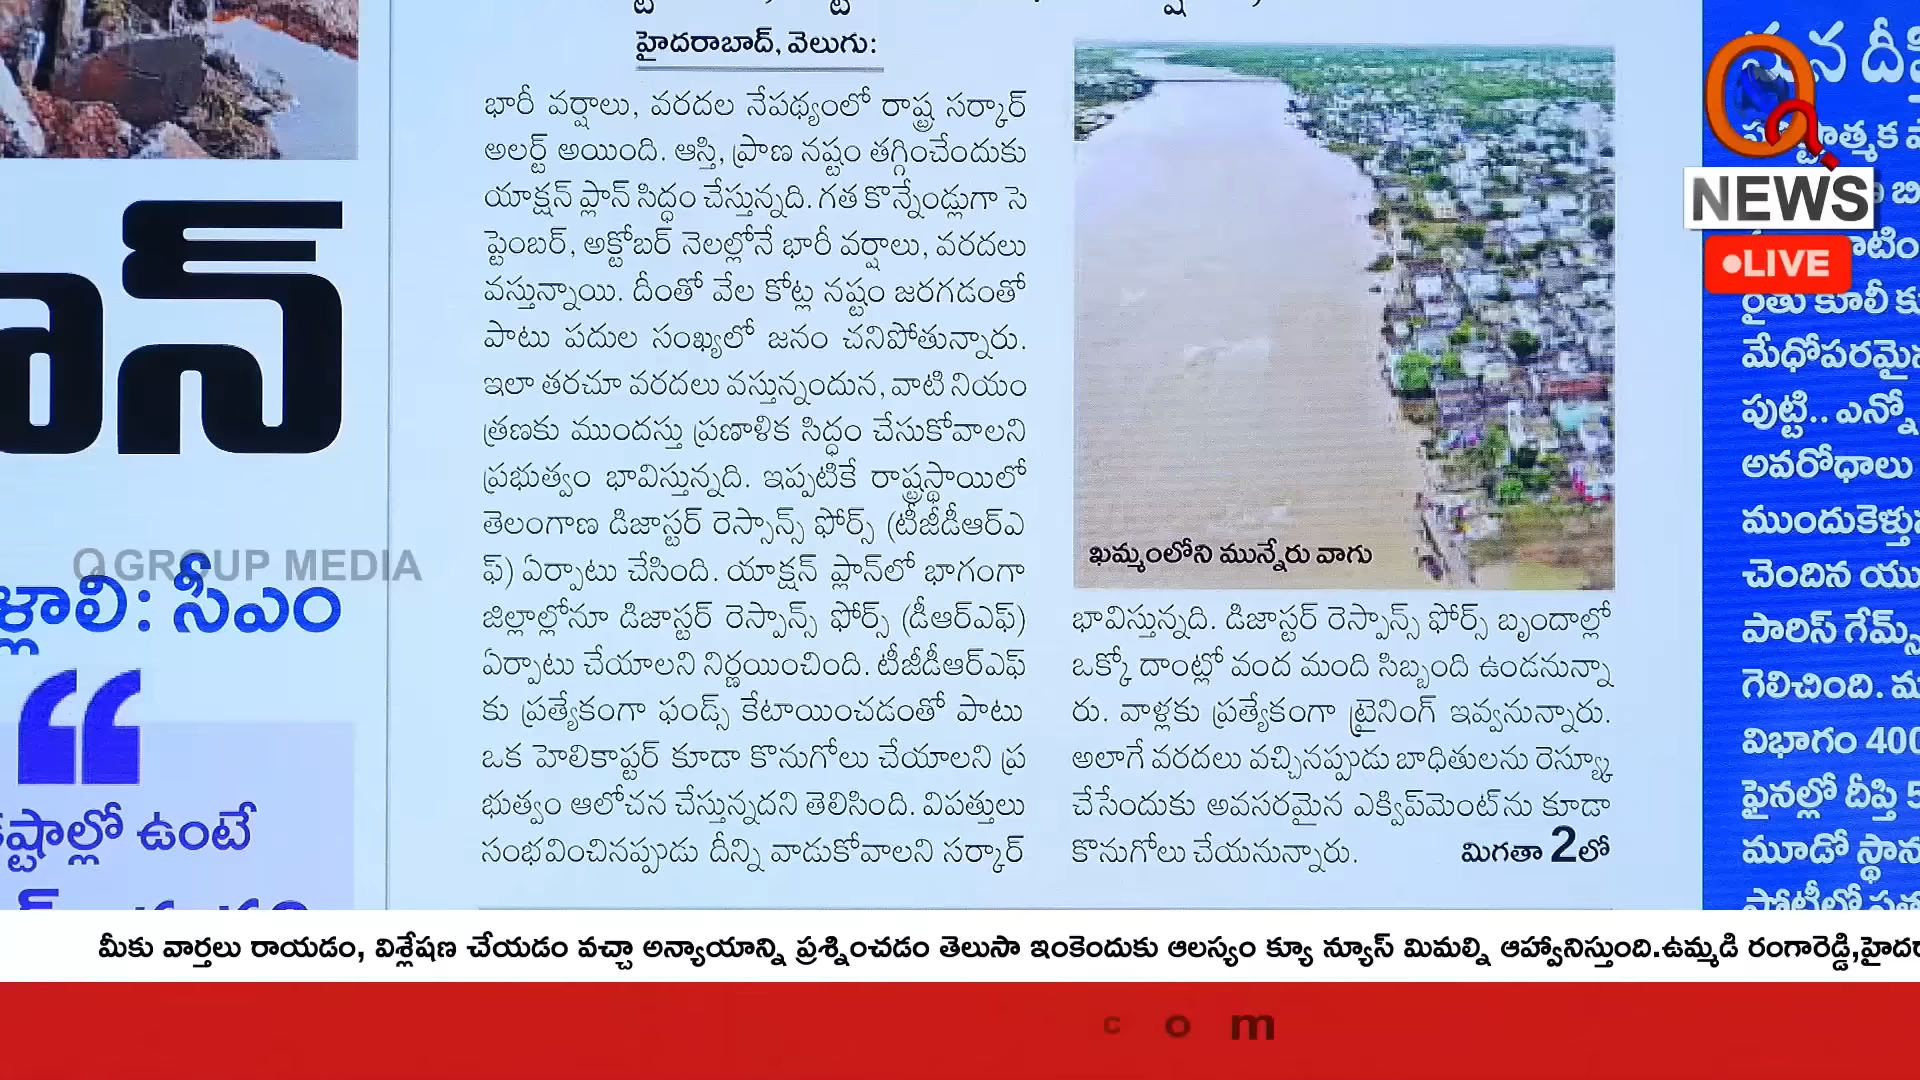 హైదరాబాద్, వెలుగు:
భారీ వర్షాలు, వరదల నేపథ్యంలో రాష్ట్ర సర్కార్
అలర్ట్ అయింది. ఆస్తి, ప్రాణ నష్టం తగ్గించేందుకు
యాక్షన్ ప్లాన్ సిద్ధం చేస్తున్నది. గత కొన్నేండ్లుగా సె
ప్టెంబర్, అక్టోబర్ నెలల్లోనే భారీ వర్షాలు, వరదలు
వస్తున్నాయి. దీంతో వేల కోట్ల నష్టం జరగడంతో
పాటు పదుల సంఖ్యలో జనం చనిపోతున్నారు.
ఇలా తరచూ వరదలు వస్తున్నందున, వాటి నియం
త్రణకు ముందస్తు ప్రణాళిక సిద్ధం చేసుకోవాలని
ప్రభుత్వం భావిస్తున్నది. ఇప్పటికే రాష్ట్రస్థాయిలో
తెలంగాణ డిజాస్టర్ రెస్పాన్స్ ఫోర్స్ (టీజీడీఆర్ఎ
ఫ్) ఏర్పాటు చేసింది. యాక్షన్ ప్లాన్‌లో భాగంగా
జిల్లాల్లోనూ డిజాస్టర్ రెస్పాన్స్ ఫోర్స్ (డీఆర్ఎఫ్)
ఏర్పాటు చేయాలని నిర్ణయించింది. టీజీడీఆర్ఎఫ్
కు ప్రత్యేకంగా ఫండ్స్ కేటాయించడంతో పాటు
ఒక హెలికాప్టర్ కూడా కొనుగోలు చేయాలని ప్ర
భుత్వం ఆలోచన చేస్తున్నదని తెలిసింది. విపత్తులు
సంభవించినప్పుడు దీన్ని వాడుకోవాలని సర్కార్
ఖమ్మంలోని మున్నేరు వాగు
భావిస్తున్నది. డిజాస్టర్ రెస్పాన్స్ ఫోర్స్ బృందాల్లో
ఒక్కో దాంట్లో వంద మంది సిబ్బంది ఉండనున్నా
రు. వాళ్లకు ప్రత్యేకంగా ట్రైనింగ్ ఇవ్వనున్నారు.
అలాగే వరదలు వచ్చినప్పుడు బాధితులను రెస్క్యూ
చేసేందుకు అవసరమైన ఎక్విప్‌మెంట్‌ను కూడా
కొనుగోలు చేయనున్నారు.
మిగతా 2లో
సీఎం
ఉంటే
Q GROUP MEDIA
NEWS
LIVE
రైతు కూలీ
మేధోపరమైన
పుట్టి.. ఎన్నో
అవరోధాలు
చెందిన
పారిస్ గేమ్స్
గెలిచింది.
విభాగం 400
ఫైనల్లో దీప్తి 5
మూడో
మీకు వార్తలు రాయడం, విశ్లేషణ చేయడం వచ్చా అన్యాయాన్ని ప్రశ్నించడం తెలుసా ఇంకెందుకు ఆలస్యం క్యూ న్యూస్ మిమల్ని ఆహ్వానిస్తుంది.ఉమ్మడి రంగారెడ్డి,
c o m